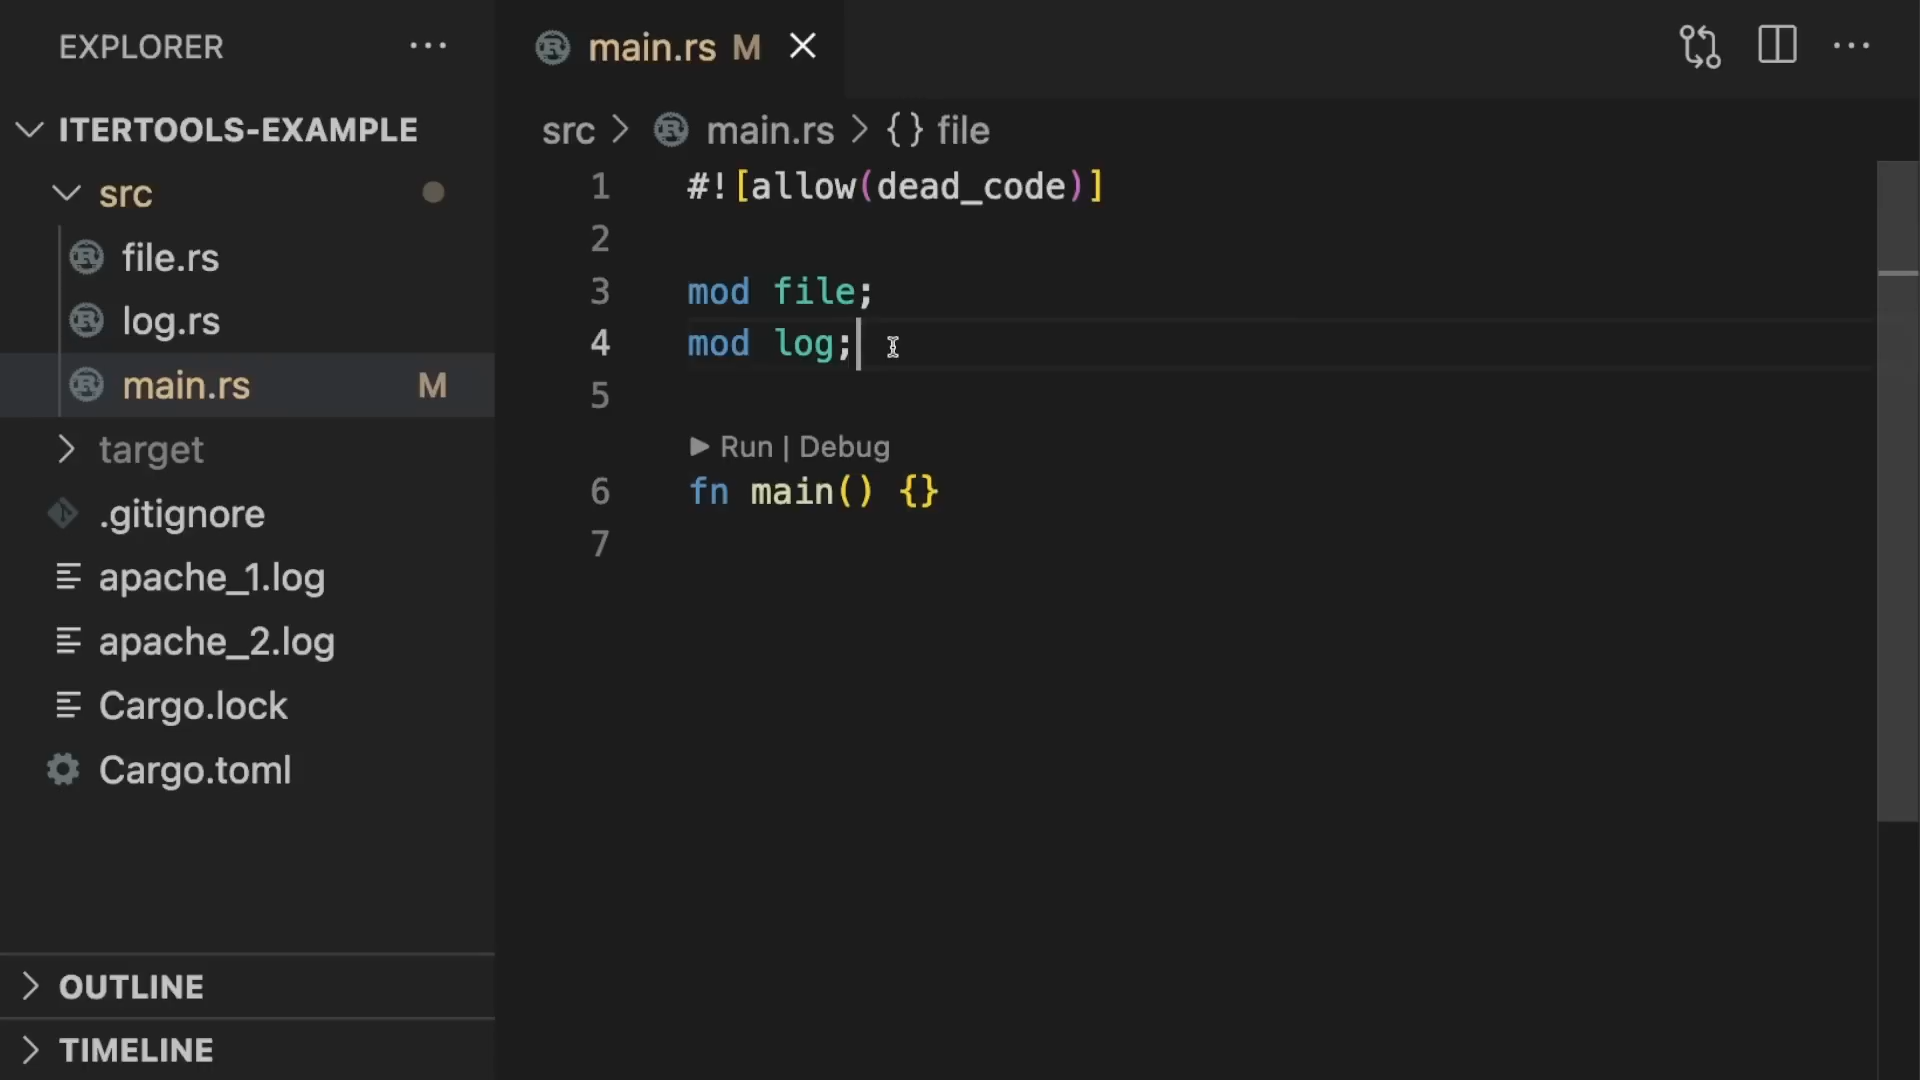 EXPLORER
ITERTOOLS-EXAMPLE
src
file.rs
log.rs
main.rs M
target
.gitignore
apache_1.log
apache_2.log
Cargo.lock
Cargo.toml
OUTLINE
TIMELINE
main.rs M
src > main.rs > {} file
1 #![allow(dead_code)]
2
3 mod file;
4 mod log;
5
Run | Debug
6 fn main() {}
7